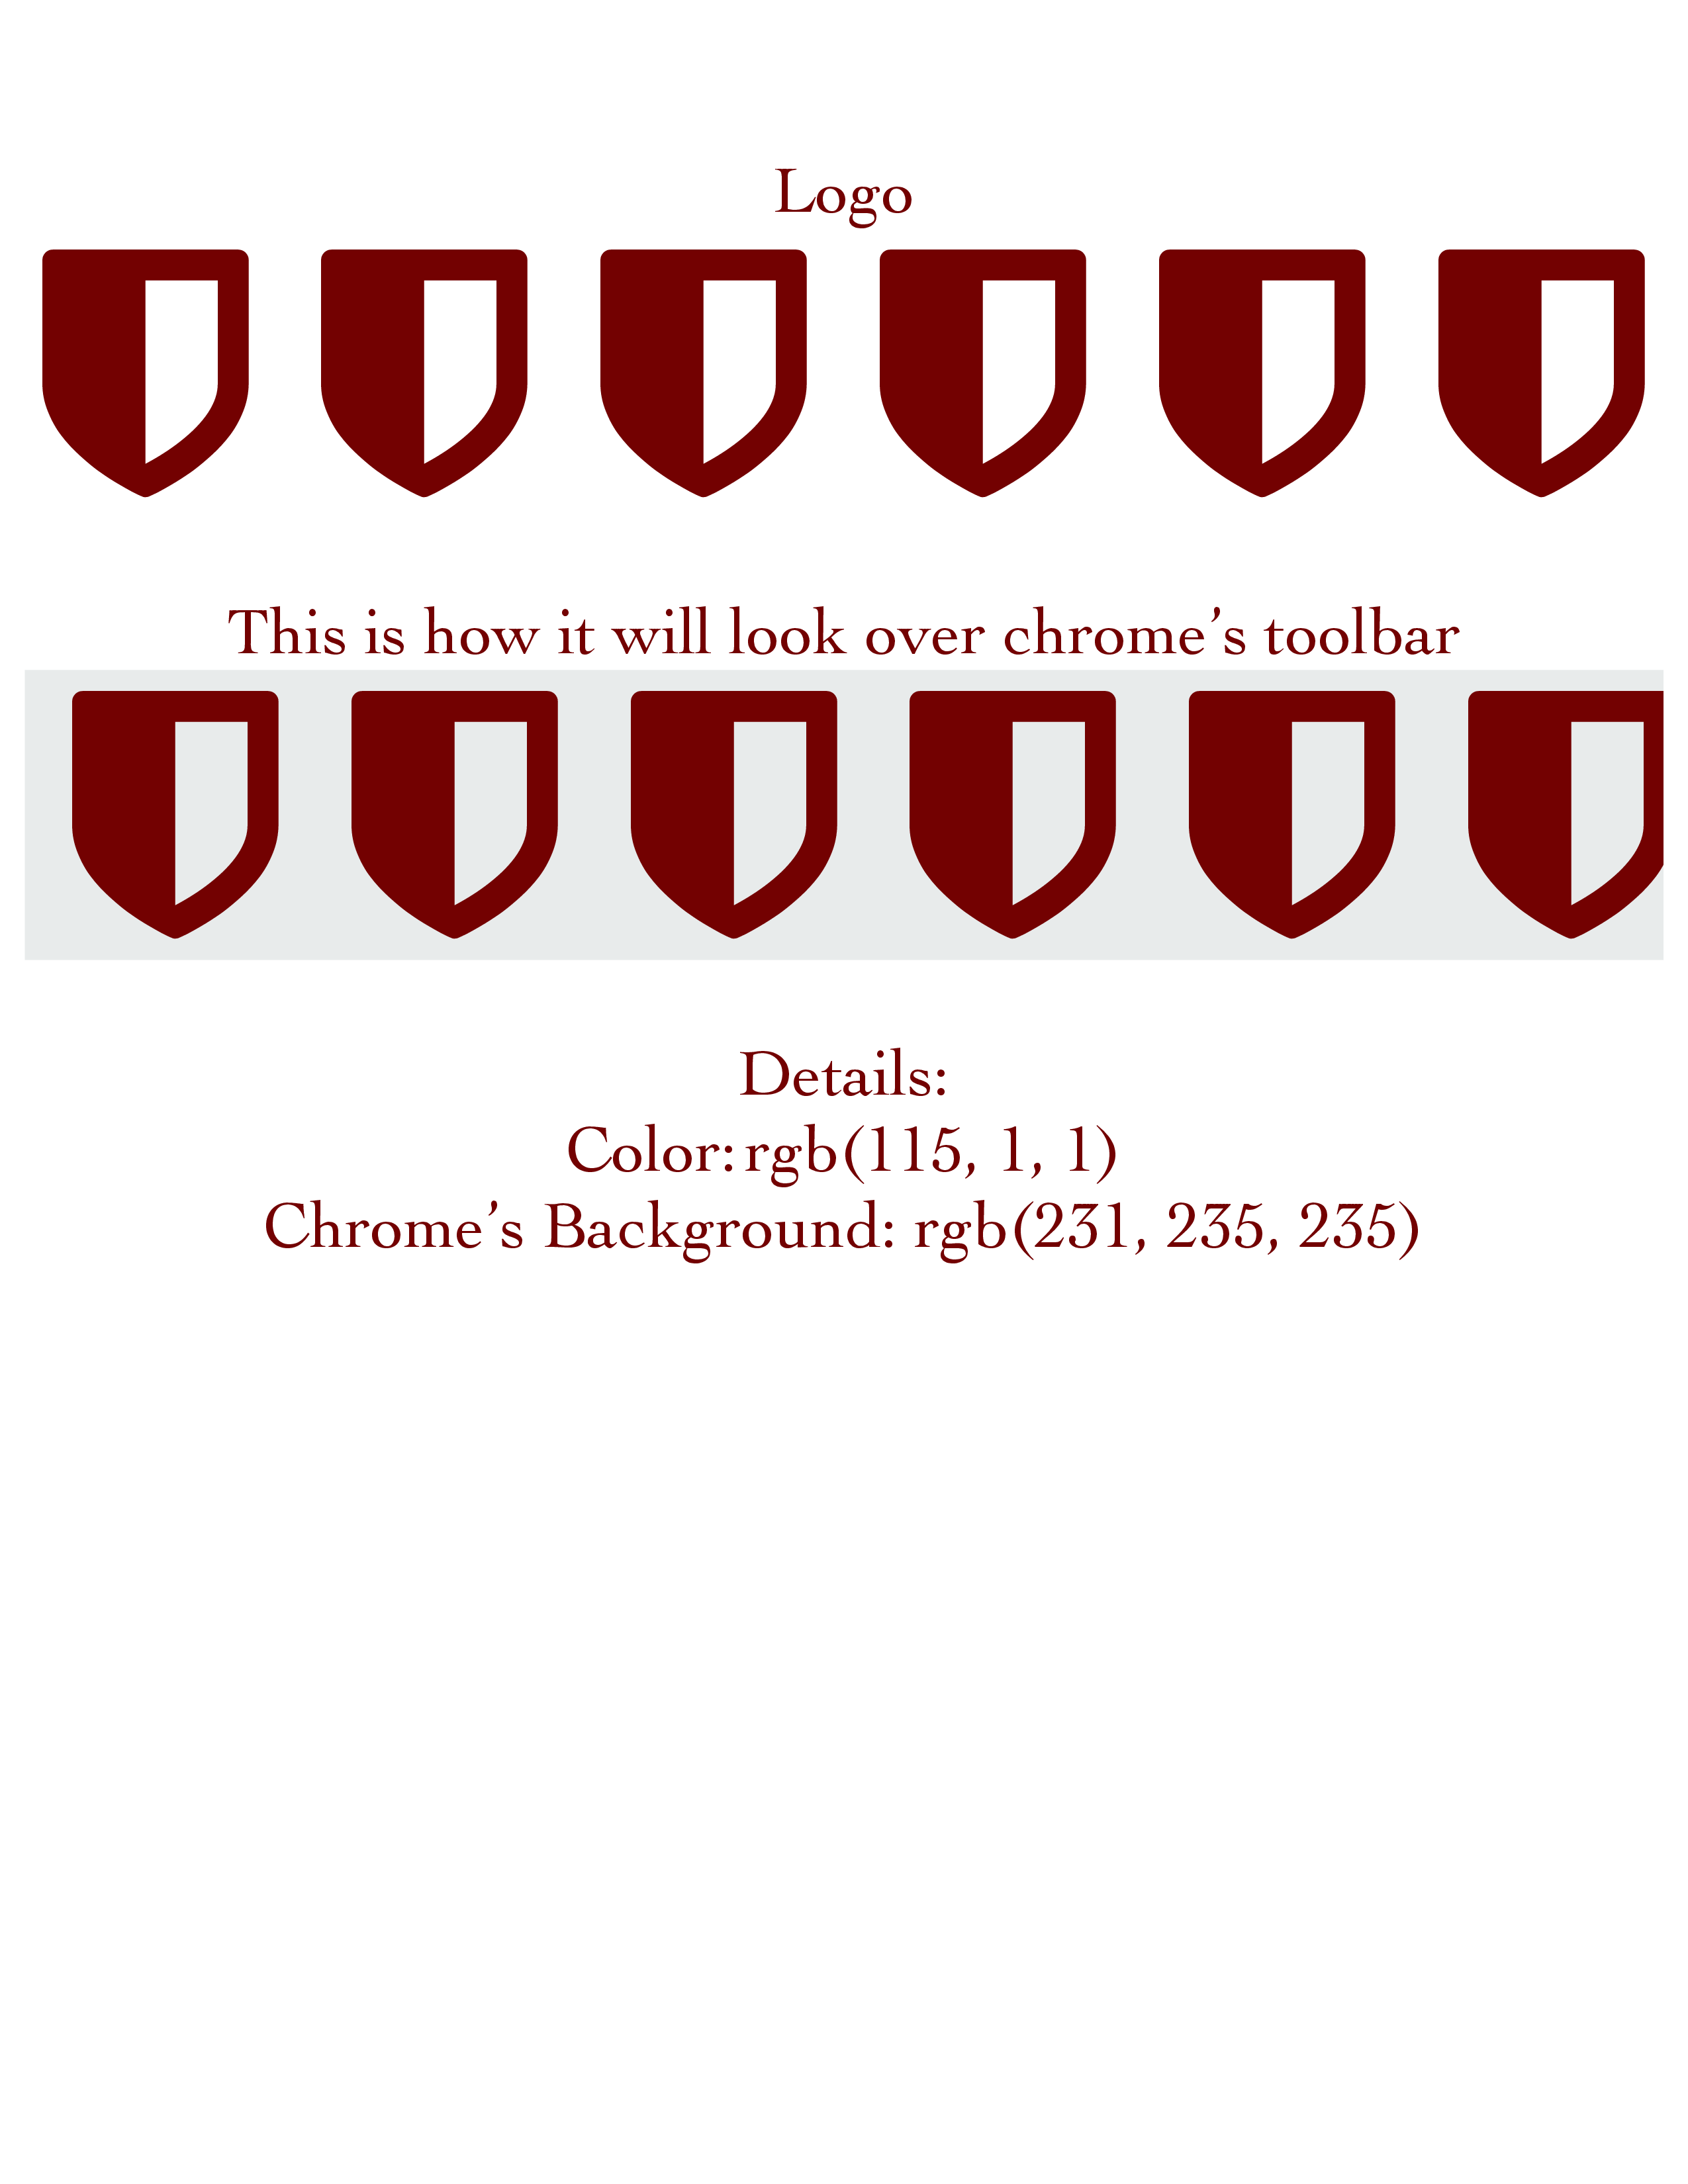 Logo
This is how it will look over chrome’s toolbar
Details:
Color: rgb(115, 1, 1)
Chrome’s Background: rgb(231, 235, 235)